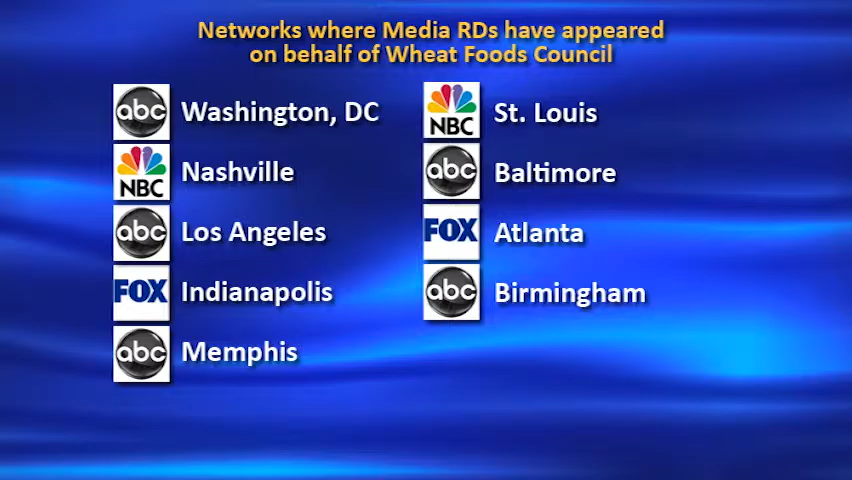 Networks where Media RDs have appeared
on behalf of Wheat Foods Council
abc Washington, DC
NBC Nashville
abc Los Angeles
FOX Indianapolis
abc Memphis
NBC St. Louis
abc Baltimore
FOX Atlanta
abc Birmingham